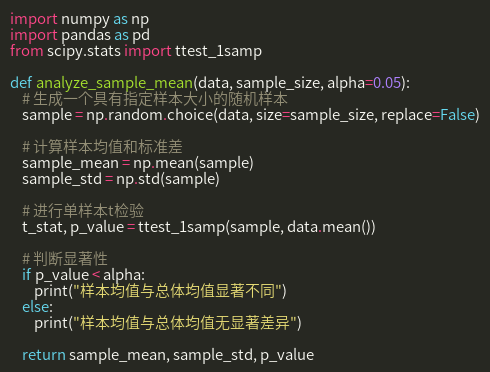 import numpy as np
import pandas as pd
from scipy.stats import ttest_1samp
def analyze_sample_mean(data, sample_size, alpha=0.05):
# 生成一个具有指定样本大小的随机样本
sample = np.random.choice(data, size=sample_size, replace=False)
# 计算样本均值和标准差
sample_mean = np.mean(sample)
sample_std = np.std(sample)
# 进行单样本t检验
t_stat, p_value = ttest_1samp(sample, data.mean())
# 判断显著性
if p_value < alpha:
print("样本均值与总体均值显著不同")
else:
print("样本均值与总体均值无显著差异")
return sample_mean, sample_std, p_value